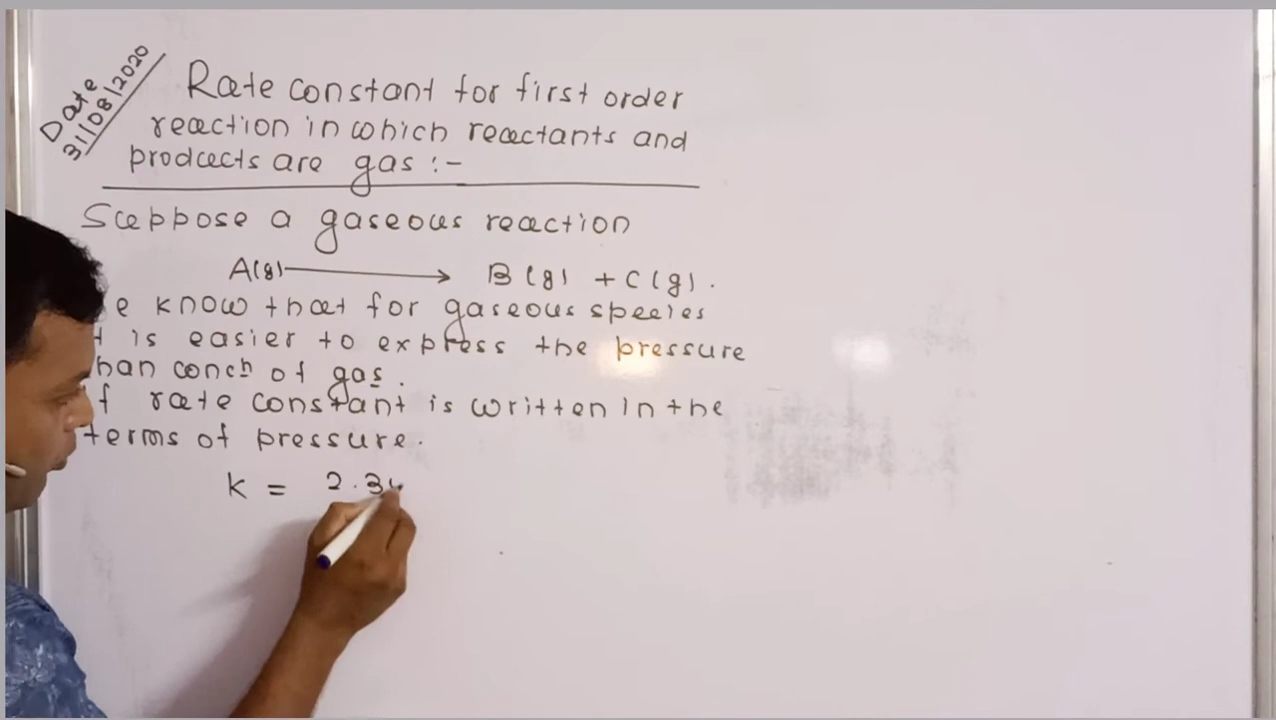 Date
31/08/2020
Rate constant for first order
reaction in which reactants and
products are gas :-
Suppose a gaseous reaction
A(g) → B(g) + C(g).
e know that for gaseous species
t is easier to express the pressure
han concn of gas.
f rate constant is written in the
terms of pressure.
k = 2.3